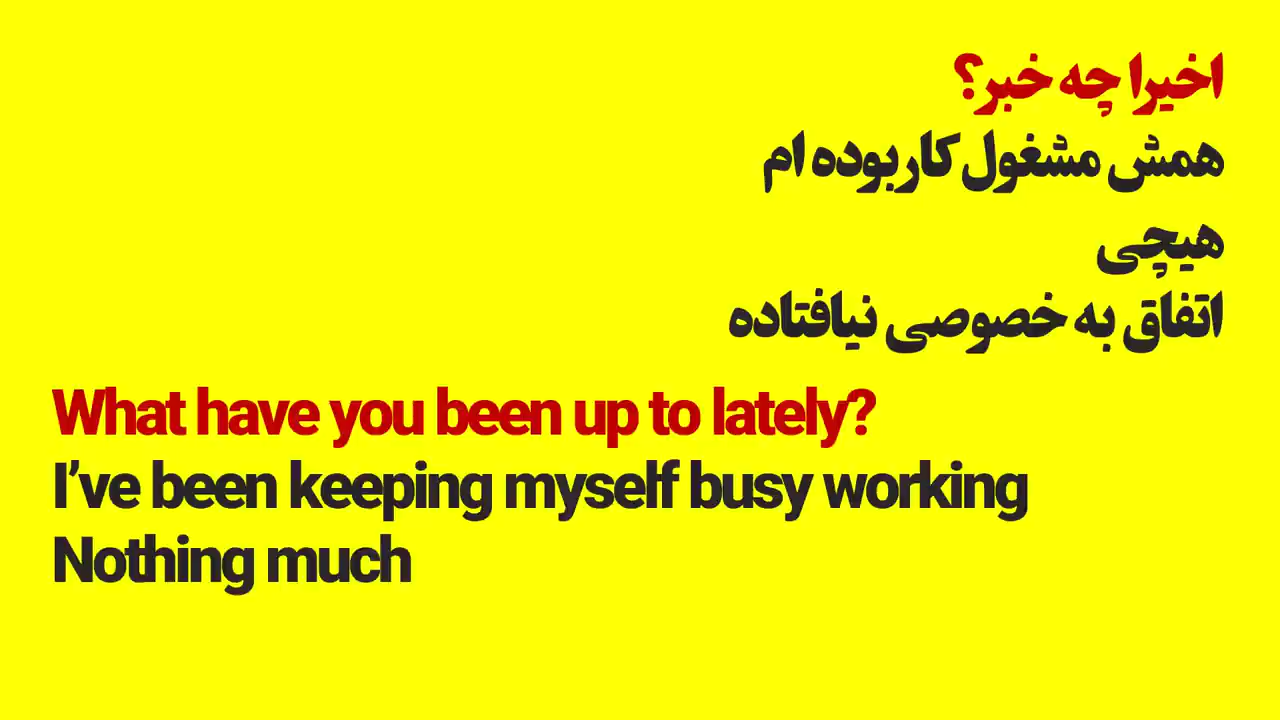 اخیرا چه خبر؟
همش مشغول کار بوده ام
هیچی
اتفاق به خصوصی نیافتاده
What have you been up to lately?
I’ve been keeping myself busy working
Nothing much